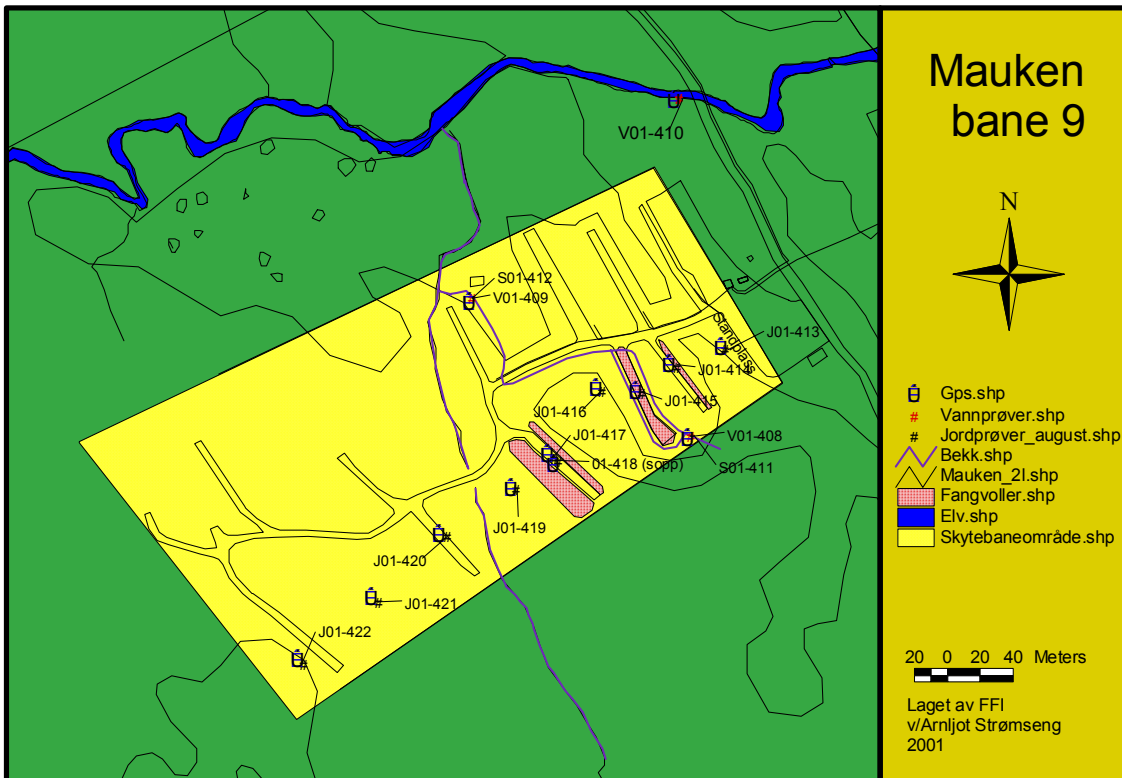 Mauken
bane 9
N
V01-410
S01-412
V01-409
Standplass
J01-413
J01-414
J01-415
J01-416
J01-417
01-418 (sopp)
V01-408
S01-411
J01-419
J01-420
J01-421
J01-422
Gps.shp
# Vannprøver.shp
# Jordprøver_august.shp
Bekk.shp
Mauken_2l.shp
Fangvoller.shp
Elv.shp
Skytebaneområde.shp
20 0 20 40 Meters
Laget av FFI
v/Arnljot Strømseng
2001